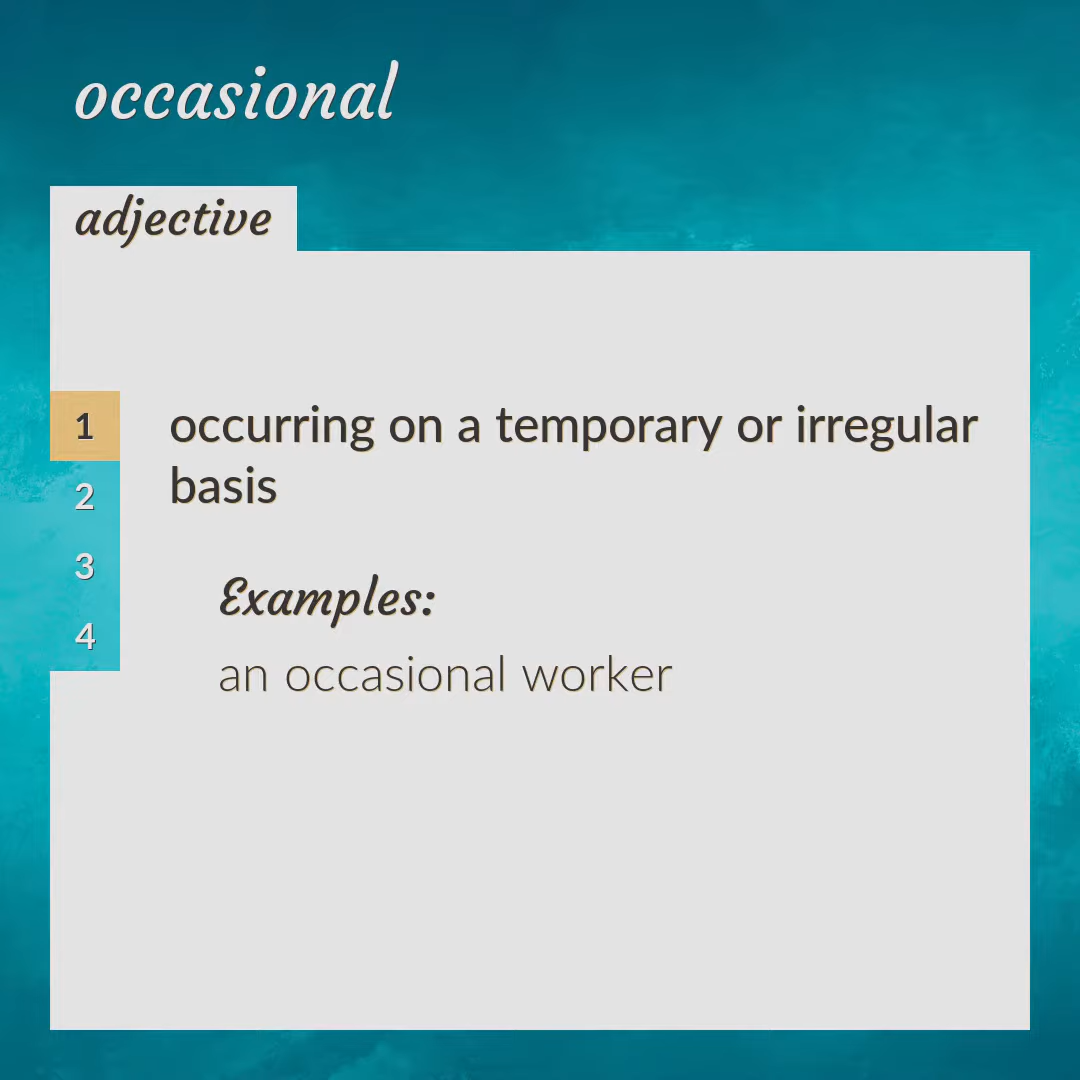 occasional
adjective
1
occurring on a temporary or irregular
basis
2
3
4
Examples:
an occasional worker